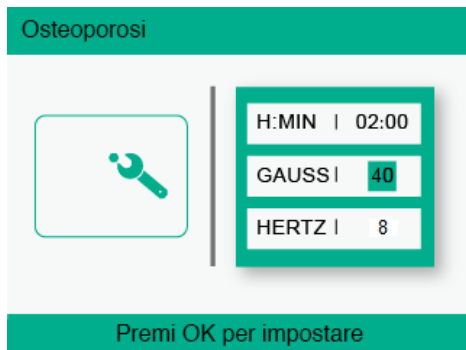 Osteoporosi
H:MIN | 02:00
GAUSS | 40
HERTZ | 8
Premi OK per impostare